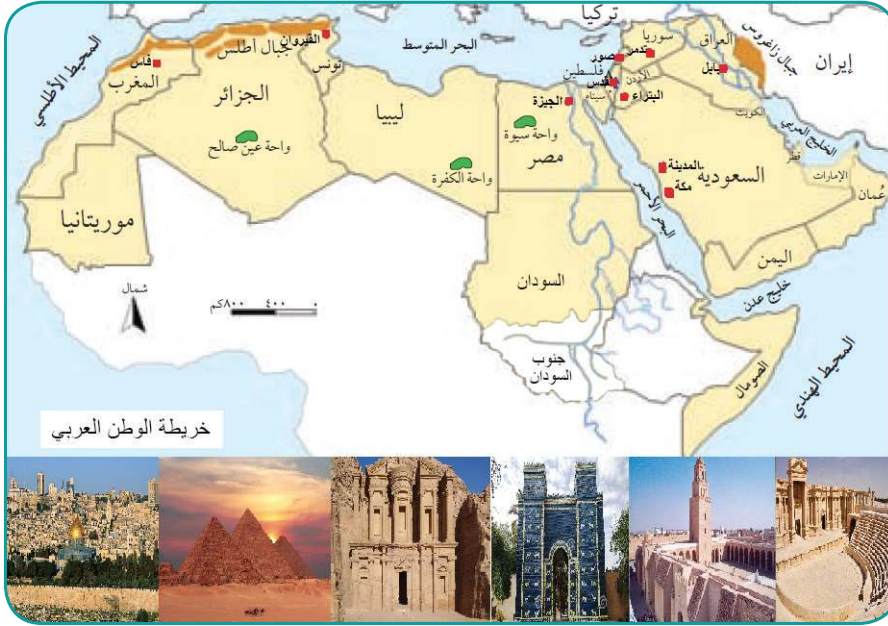 تركيا
المحيط الأطلسي
جبال أطلس
القيروان
تونس
البحر المتوسط
سوريا
تدمر
صور
العراق
بابل
جبال زاغروس
إيران
فاس
المغرب
الجزائر
ليبيا
فلسطين
قدس
الأردن
سيناء
البتراء
الجيزة
الكويت
الخليج العربي
واحة عين صالح
واحة سيوة
مصر
واحة الكفرة
المدينة
مكة
السعودية
قطر
الإمارات
عُمان
البحر الأحمر
موريتانيا
السودان
اليمن
خليج عدن
شمال
٨٠٠كم ٤٠٠ ٠
جنوب
السودان
الصومال
المحيط الهندي
خريطة الوطن العربي